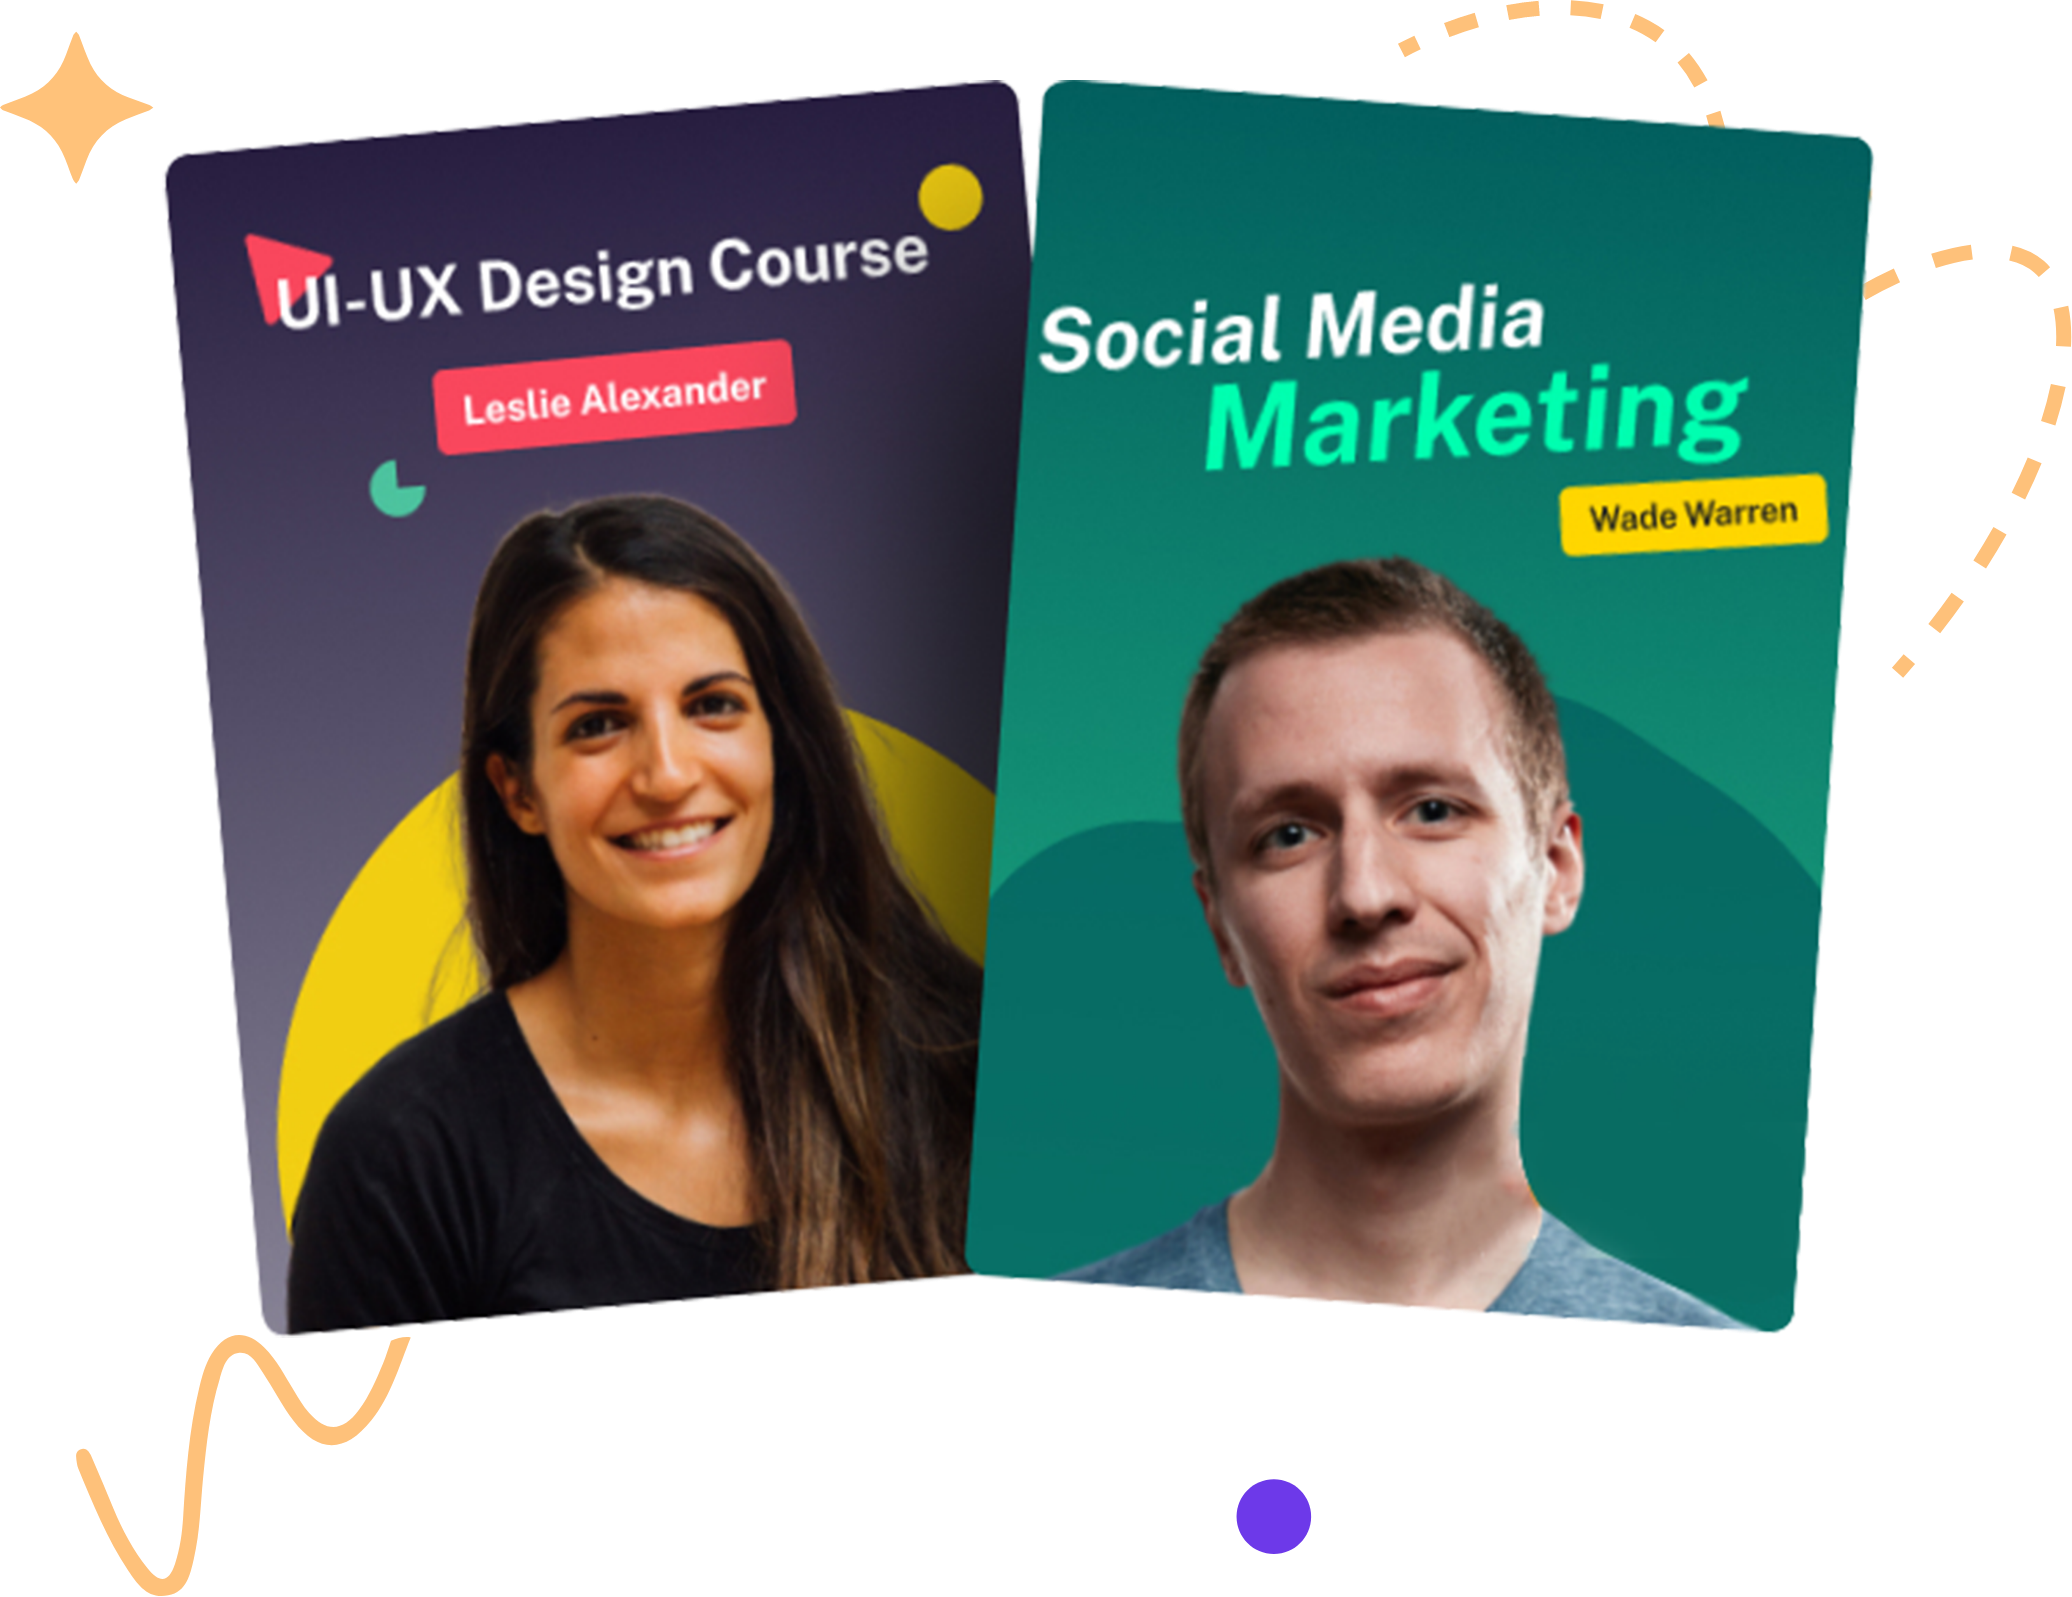 UI-UX Design Course
Leslie Alexander
Social Media
Marketing
Wade Warren